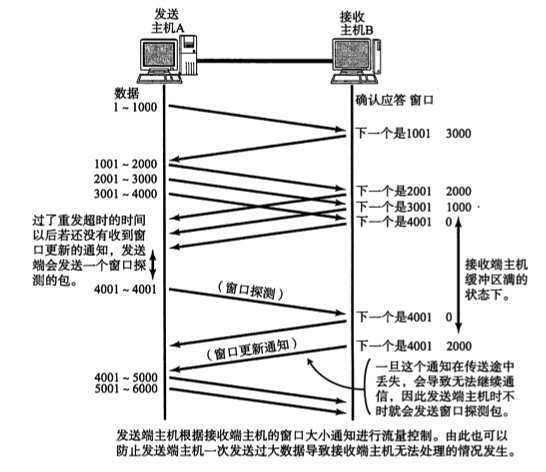 发送
主机A
接收
主机B
数据
确认应答 窗口
1～1000
下一个是1001 3000
1001～2000
2001～3000
3001～4000
下一个是2001 2000
下一个是3001 1000
下一个是4001 0
过了重发超时的时间
以后若还没有收到窗
口更新的通知，发送
端会发送一个窗口探
测的包。
接收端主机
缓冲区满的
状态下。
4001～4001
（窗口探测）
下一个是4001 0
下一个是4001 2000
（窗口更新通知）
一旦这个通知在传送途中
丢失，会导致无法继续通
信，因此发送端主机时不
时就会发送窗口探测包。
4001～5000
5001～6000
发送端主机根据接收端主机的窗口大小通知进行流量控制。由此也可以
防止发送端主机一次发送过大数据导致接收端主机无法处理的情况发生。